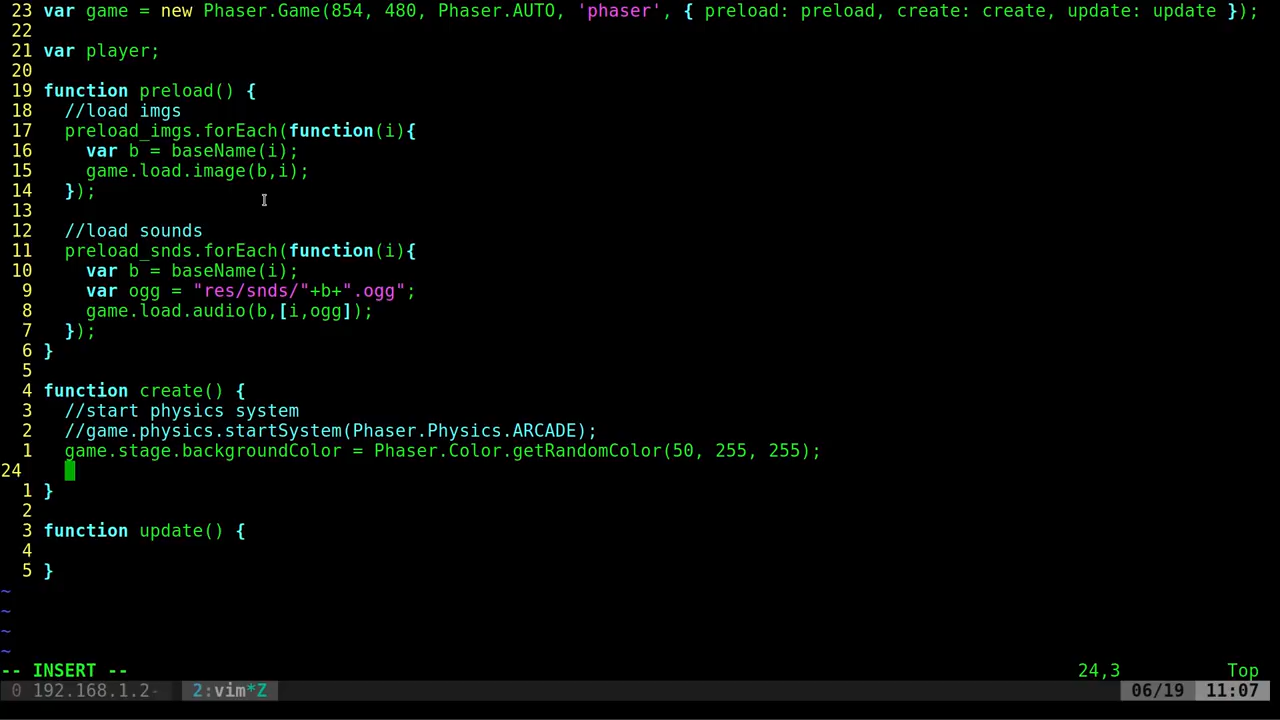 23 var game = new Phaser.Game(854, 480, Phaser.AUTO, 'phaser', { preload: preload, create: create, update: update });
22
21 var player;
20
19 function preload() {
18   //load imgs
17   preload_imgs.forEach(function(i){
16     var b = baseName(i);
15     game.load.image(b,i);
14   });
13
12   //load sounds
11   preload_snds.forEach(function(i){
10     var b = baseName(i);
9     var ogg = "res/snds/"+b+".ogg";
8     game.load.audio(b,[i,ogg]);
7   });
6 }
5
4 function create() {
3   //start physics system
2   //game.physics.startSystem(Phaser.Physics.ARCADE);
1   game.stage.backgroundColor = Phaser.Color.getRandomColor(50, 255, 255);
24
1 }
2
3 function update() {
4
5 }
~
~
~
~
-- INSERT -- 24,3 Top
0 192.168.1.2- 2:vim*Z 06/19 11:07